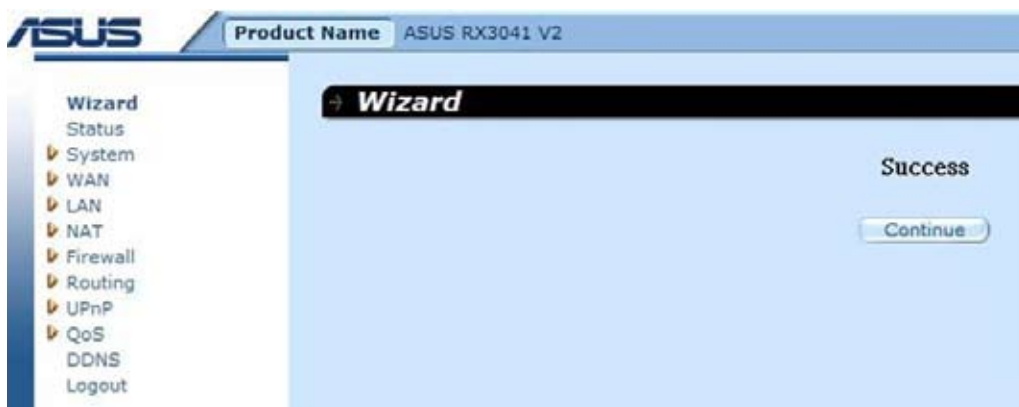 ASUS
Product Name ASUS RX3041 V2
Wizard
Status
System
WAN
LAN
NAT
Firewall
Routing
UPnP
QoS
DDNS
Logout
Wizard
Success
Continue